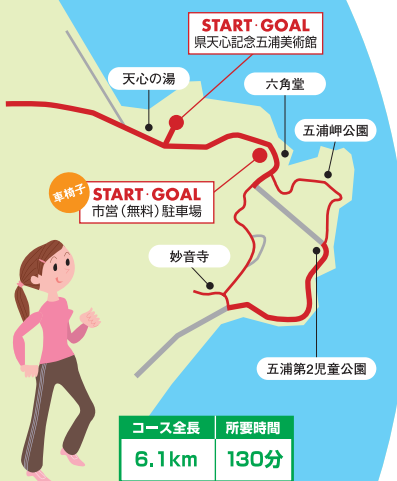 START·GOAL
県天心記念五浦美術館
天心の湯
六角堂
五浦岬公園
車椅子
START·GOAL
市営(無料)駐車場
妙音寺
五浦第2児童公園
コース全長
所要時間
6.1km
130分